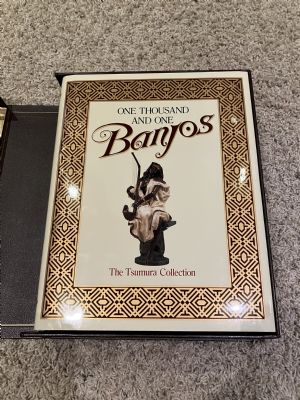 ONE THOUSAND
AND ONE
Banjos
The Tsumura Collection